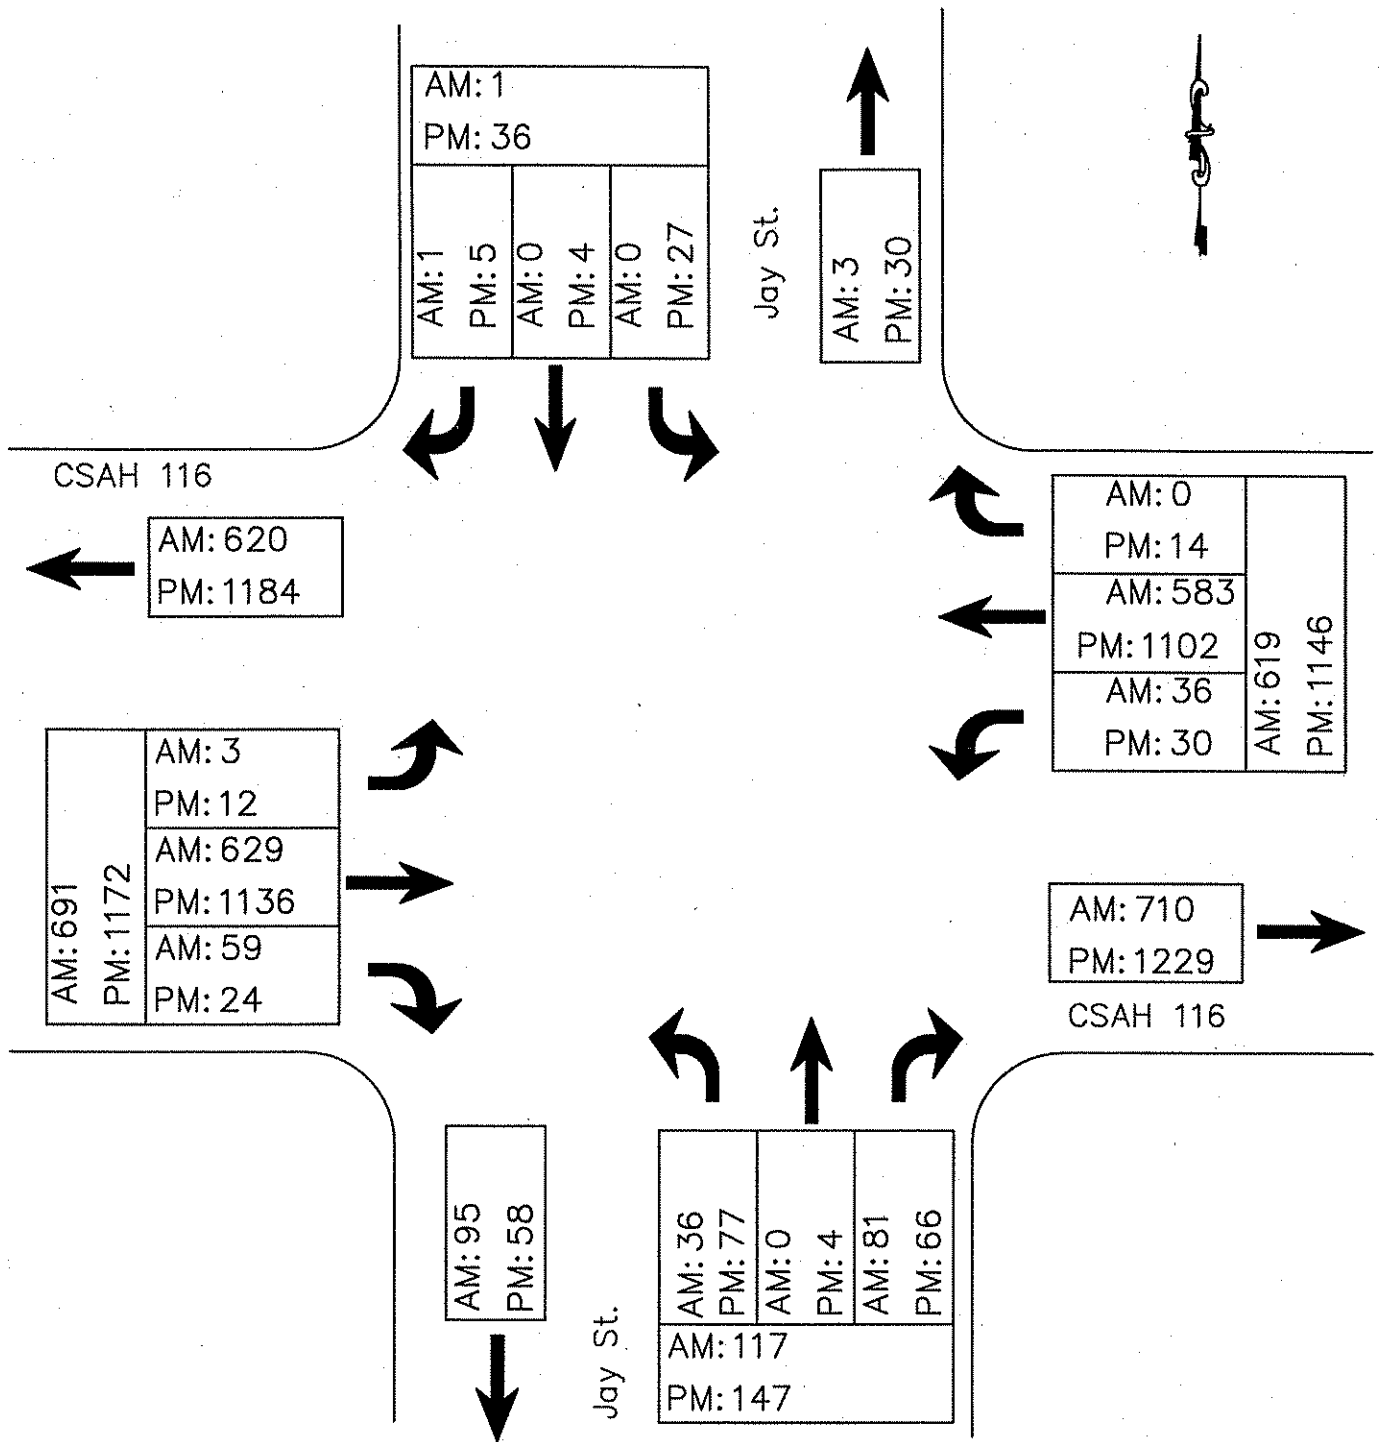 AM: 1
PM: 36
AM: 1
PM: 5
AM: 0
PM: 4
AM: 0
PM: 27
Jay St.
AM: 3
PM: 30
CSAH 116
AM: 620
PM: 1184
AM: 0
PM: 14
AM: 583
PM: 1102
AM: 36
PM: 30
AM: 619
PM: 1146
AM: 691
PM: 1172
AM: 3
PM: 12
AM: 629
PM: 1136
AM: 59
PM: 24
AM: 710
PM: 1229
CSAH 116
AM: 95
PM: 58
Jay St.
AM: 36
PM: 77
AM: 0
PM: 4
AM: 81
PM: 66
AM: 117
PM: 147